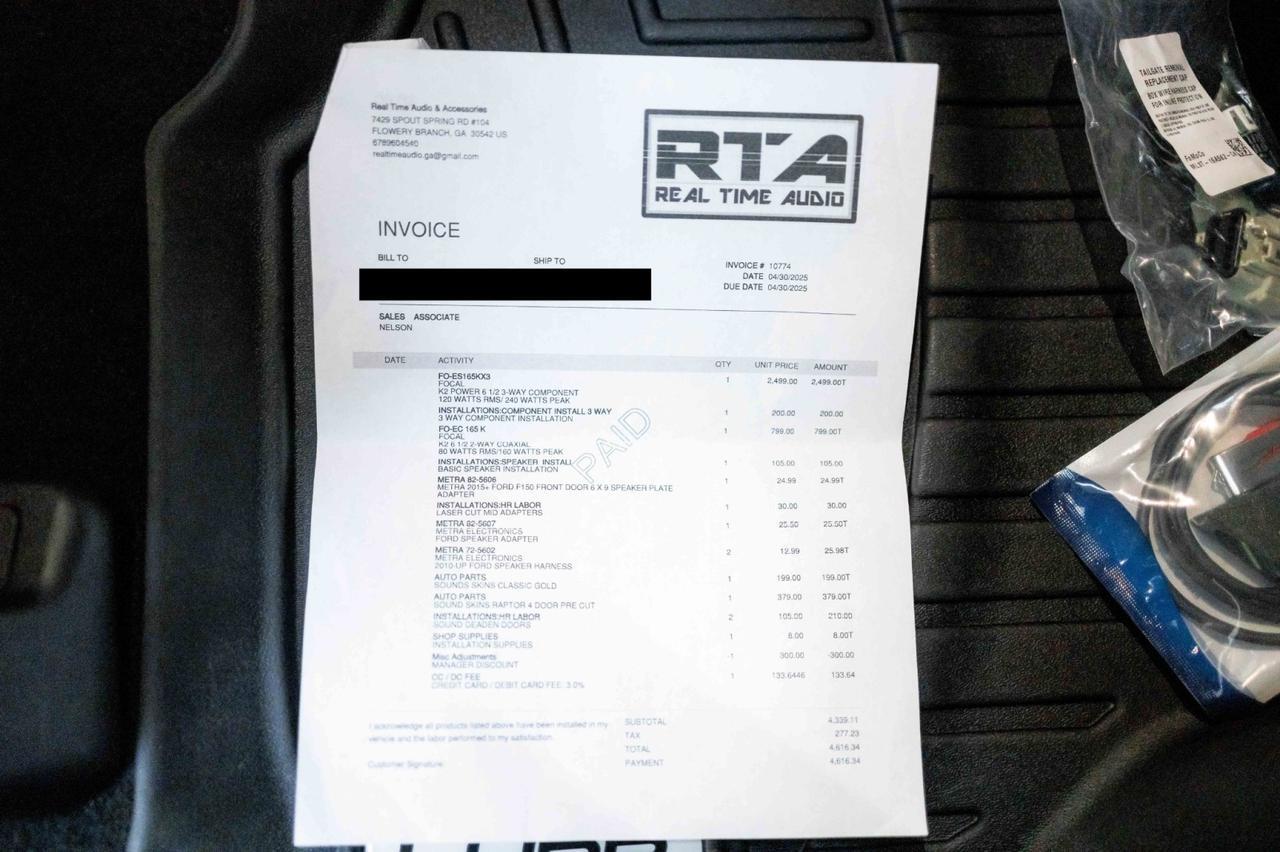 Real Time Audio & Accessories
7429 SPOUT SPRING RD #104
FLOWERY BRANCH, GA 30542 US
6789604540
realtimeaudio.ga@gmail.com
RTA
REAL TIME AUDIO
INVOICE
BILL TO SHIP TO
INVOICE # 10774
DATE 04/30/2025
DUE DATE 04/30/2025
SALES ASSOCIATE
NELSON
DATE ACTIVITY QTY UNIT PRICE AMOUNT
FO-ES165KX3 1 2,499.00 2,499.00T
FOCAL
K2 POWER 6 1/2 3-WAY COMPONENT
120 WATTS RMS/ 240 WATTS PEAK
INSTALLATIONS:COMPONENT INSTALL 3 WAY 1 200.00 200.00
3 WAY COMPONENT INSTALLATION
FO-EC 165 K 1 799.00 799.00T
FOCAL
K2 6 1/2 2-WAY COAXIAL
80 WATTS RMS/160 WATTS PEAK
INSTALLATIONS:SPEAKER INSTALL 1 105.00 105.00
BASIC SPEAKER INSTALLATION
METRA 82-5606 1 24.99 24.99T
METRA 2015+ FORD F150 FRONT DOOR 6 X 9 SPEAKER PLATE
ADAPTER
INSTALLATIONS:HR LABOR 1 30.00 30.00
LASER CUT MID ADAPTERS
METRA 82-5607 1 25.50 25.50T
METRA ELECTRONICS
FORD SPEAKER ADAPTER
METRA 72-5602 2 12.99 25.98T
METRA ELECTRONICS
2010-UP FORD SPEAKER HARNESS
AUTO PARTS 1 199.00 199.00T
SOUNDS SKINS CLASSIC GOLD
AUTO PARTS 1 379.00 379.00T
SOUND SKINS RAPTOR 4 DOOR PRE CUT
INSTALLATIONS:HR LABOR 2 105.00 210.00
SOUND DEADEN DOORS
SHOP SUPPLIES 1 8.00 8.00T
INSTALLATION SUPPLIES
Misc Adjustments -1 300.00 -300.00
MANAGER DISCOUNT
CC / DC FEE 1 133.6446 133.64
CREDIT CARD / DEBIT CARD FEE: 3.0%
PAID
I acknowledge all products listed above have been installed in my
vehicle and the labor performed to my satisfaction.
Customer Signature:
SUBTOTAL 4,339.11
TAX 277.23
TOTAL 4,616.34
PAYMENT 4,616.34
TAILGATE REMOVAL
REPLACEMENT CAP
BOX WIREHARNESS CAP
FOR INLINE PROTECTION
FoMoCo